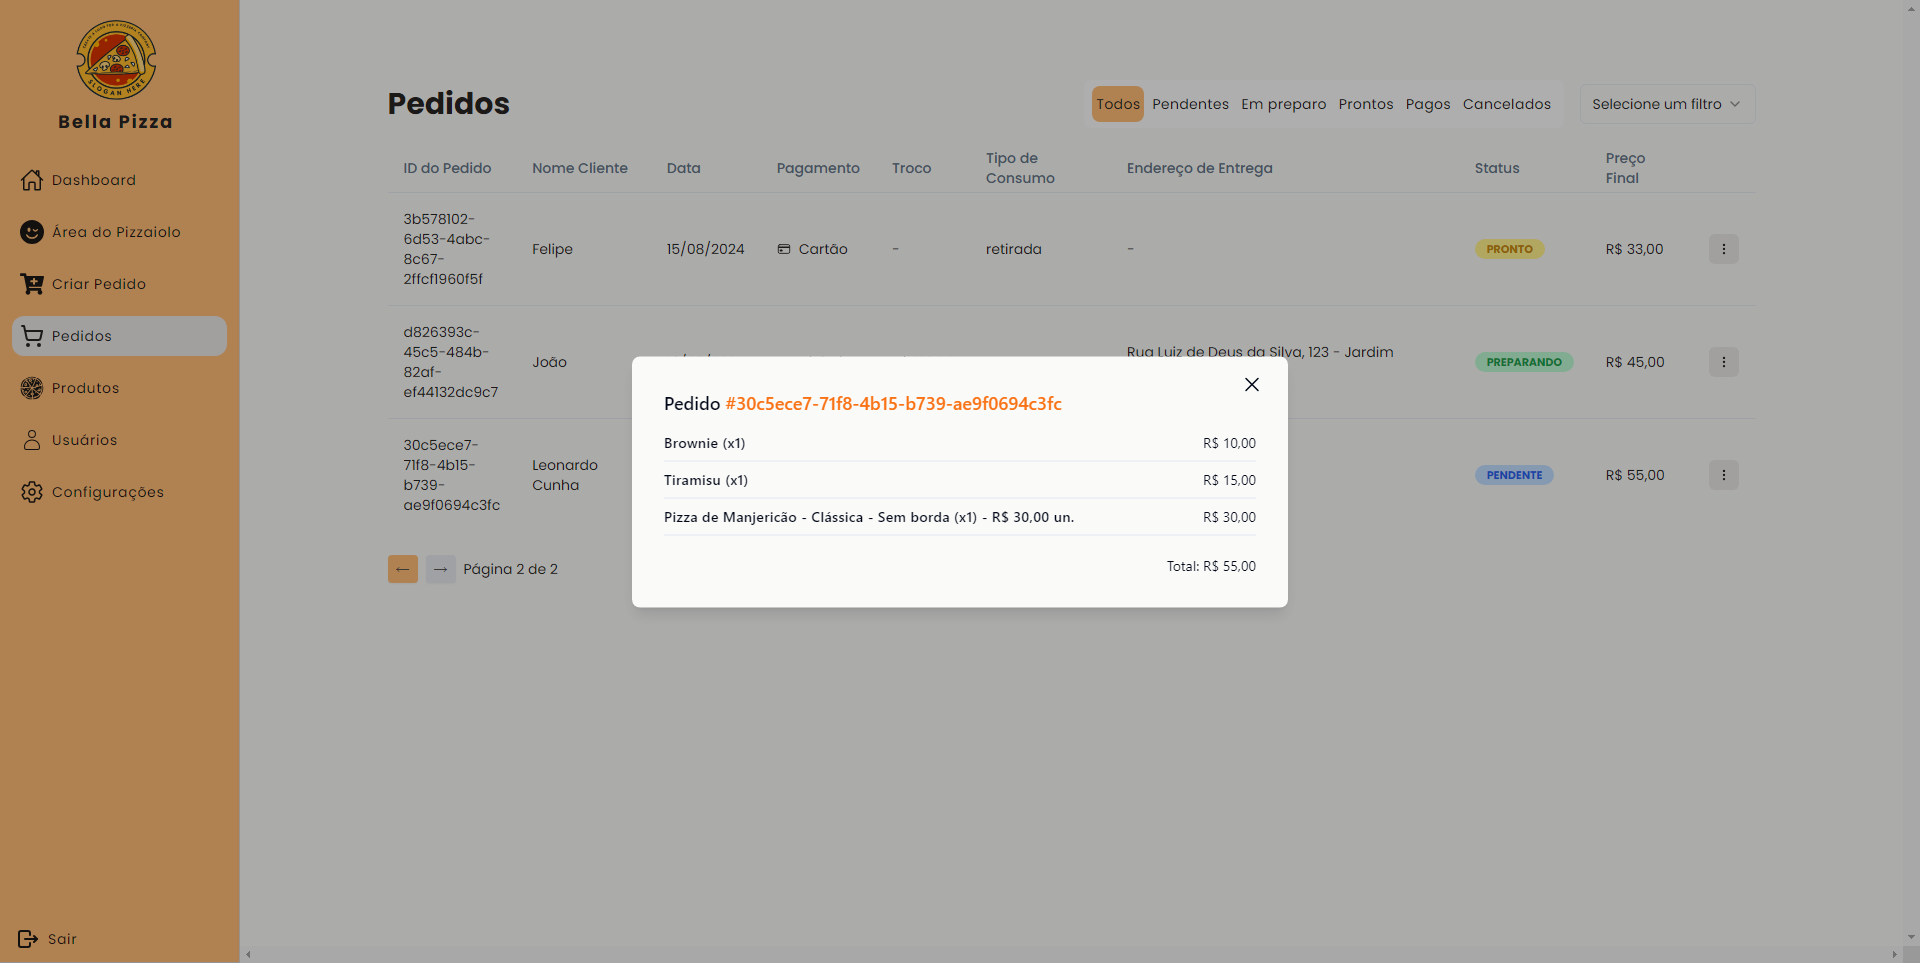 SLOGAN HERE
Bella Pizza
Dashboard
Área do Pizzaiolo
Criar Pedido
Pedidos
Produtos
Usuários
Configurações
Sair
Pedidos
Todos Pendentes Em preparo Prontos Pagos Cancelados
Selecione um filtro
ID do Pedido Nome Cliente Data Pagamento Troco Tipo de Consumo Endereço de Entrega Status Preço Final
3b578102-
6d53-4abc-
8c67-
2ffcf1960f5f
Felipe 15/08/2024 Cartão - retirada - PRONTO R$ 33,00
d826393c-
45c5-484b-
82af-
ef44132dc9c7
João
Rua Luiz de Deus da Silva, 123 - Jardim
PREPARANDO R$ 45,00
30c5ece7-
71f8-4b15-
b739-
ae9f0694c3fc
Leonardo
Cunha
PENDENTE R$ 55,00
← → Página 2 de 2
Pedido #30c5ece7-71f8-4b15-b739-ae9f0694c3fc
Brownie (x1) R$ 10,00
Tiramisu (x1) R$ 15,00
Pizza de Manjericão - Clássica - Sem borda (x1) - R$ 30,00 un. R$ 30,00
Total: R$ 55,00